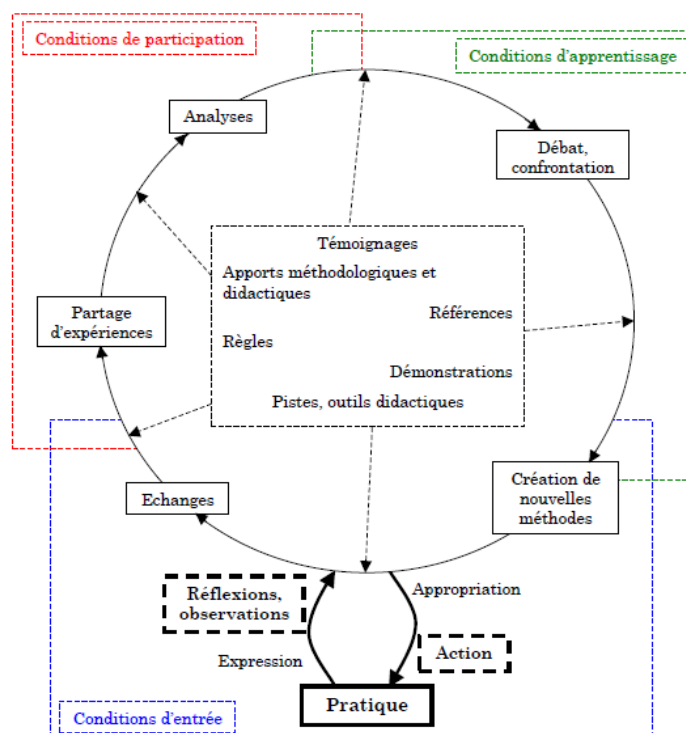 Conditions de participation
Conditions d'apprentissage
Analyses
Débat,
confrontation
Témoignages
Apports méthodologiques et
didactiques
Références
Partage
d'expériences
Règles
Démonstrations
Pistes, outils didactiques
Echanges
Création de
nouvelles
méthodes
Réflexions,
observations
Appropriation
Expression
Action
Pratique
Conditions d'entrée